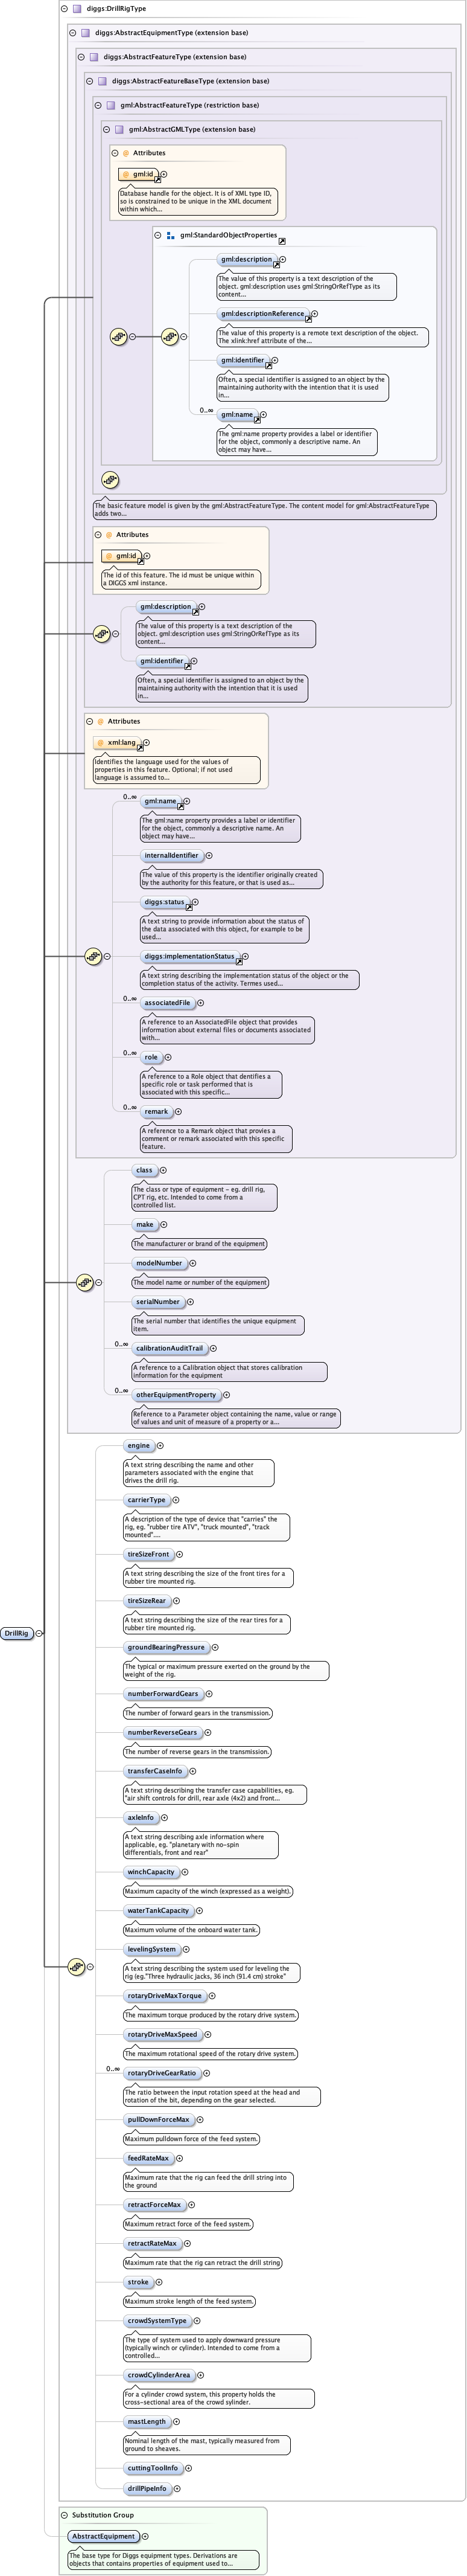 diggs:DrillRigType
diggs:AbstractEquipmentType (extension base)
diggs:AbstractFeatureType (extension base)
diggs:AbstractFeatureBaseType (extension base)
gml:AbstractFeatureType (restriction base)
gml:AbstractGMLType (extension base)
Attributes
gml:id
Database handle for the object. It is of XML type ID,
so is constrained to be unique in the XML document
within which...
gml:StandardObjectProperties
gml:description
The value of this property is a text description of the
object. gml:description uses gml:StringOrRefType as its
content...
gml:descriptionReference
The value of this property is a remote text description of the object.
The xlink:href attribute of the...
gml:identifier
Often, a special identifier is assigned to an object by the
maintaining authority with the intention that it is used
in...
0..∞
gml:name
The gml:name property provides a label or identifier
for the object, commonly a descriptive name. An
object may have...
The basic feature model is given by the gml:AbstractFeatureType. The content model for gml:AbstractFeatureType
adds two...
Attributes
gml:id
The id of this feature. The id must be unique within
a DIGGS xml instance.
gml:description
The value of this property is a text description of the
object. gml:description uses gml:StringOrRefType as its
content...
gml:identifier
Often, a special identifier is assigned to an object by the
maintaining authority with the intention that it is used
in...
Attributes
xml:lang
Identifies the language used for the values of
properties in this feature. Optional; if not used
language is assumed to...
0..∞
gml:name
The gml:name property provides a label or identifier
for the object, commonly a descriptive name. An
object may have...
internalIdentifier
The value of this property is the identifier originally created
by the authority for this feature, or that is used as...
diggs:status
A text string to provide information about the status of
the data associated with this object, for example to be
used...
diggs:implementationStatus
A text string describing the implementation status of the object or the
completion status of the activity. Termes used...
0..∞
associatedFile
A reference to an AssociatedFile object that provides
information about external files or documents associated
with...
0..∞
role
A reference to a Role object that dentifies a
specific role or task performed that is
associated with this specific...
0..∞
remark
A reference to a Remark object that provies a
comment or remark associated with this specific
feature.
class
The class or type of equipment - eg. drill rig,
CPT rig, etc. Intended to come from a
controlled list.
make
The manufacturer or brand of the equipment
modelNumber
The model name or number of the equipment
serialNumber
The serial number that identifies the unique equipment
item.
0..∞
calibrationAuditTrail
A reference to a Calibration object that stores calibration
information for the equipment
0..∞
otherEquipmentProperty
Reference to a Parameter object containing the name, value or range
of values and unit of measure of a property or a...
engine
A text string describing the name and other
parameters associated with the engine that
drives the drill rig.
carrierType
A description of the type of device that "carries" the
rig, eg. "rubber tire ATV", "truck mounted", "track
mounted"....
tireSizeFront
A text string describing the size of the front tires for a
rubber tire mounted rig.
tireSizeRear
A text string describing the size of the rear tires for a
rubber tire mounted rig.
DrillRig
groundBearingPressure
The typical or maximum pressure exerted on the ground by the
weight of the rig.
numberForwardGears
The number of forward gears in the transmission.
numberReverseGears
The number of reverse gears in the transmission.
transferCaseInfo
A text string describing the transfer case capabilities, eg.
"air shift controls for drill, rear axle (4x2) and front...
axleInfo
A text string describing axle information where
applicable, eg. "planetary with no-spin
differentials, front and rear"
winchCapacity
Maximum capacity of the winch (expressed as a weight).
waterTankCapacity
Maximum volume of the onboard water tank.
levelingSystem
A text string describing the system used for leveling the
rig (eg."Three hydraulic jacks, 36 inch (91.4 cm) stroke"
rotaryDriveMaxTorque
The maximum torque produced by the rotary drive system.
rotaryDriveMaxSpeed
The maximum rotational speed of the rotary drive system.
0..∞
rotaryDriveGearRatio
The ratio between the input rotation speed at the head and
rotation of the bit, depending on the gear selected.
pullDownForceMax
Maximum pulldown force of the feed system.
feedRateMax
Maximum rate that the rig can feed the drill string into
the ground
retractForceMax
Maximum retract force of the feed system.
retractRateMax
Maximum rate that the rig can retract the drill string
stroke
Maximum stroke length of the feed system.
crowdSystemType
The type of system used to apply downward pressure
(typically winch or cylinder). Intended to come from a
controlled...
crowdCylinderArea
For a cylinder crowd system, this property holds the
cross-sectional area of the crowd sylinder.
mastLength
Nominal length of the mast, typically measured from
ground to sheaves.
cuttingToolInfo
drillPipeInfo
Substitution Group
AbstractEquipment
The base type for Diggs equipment types. Derivations are
objects that contains properties of equipment used to...